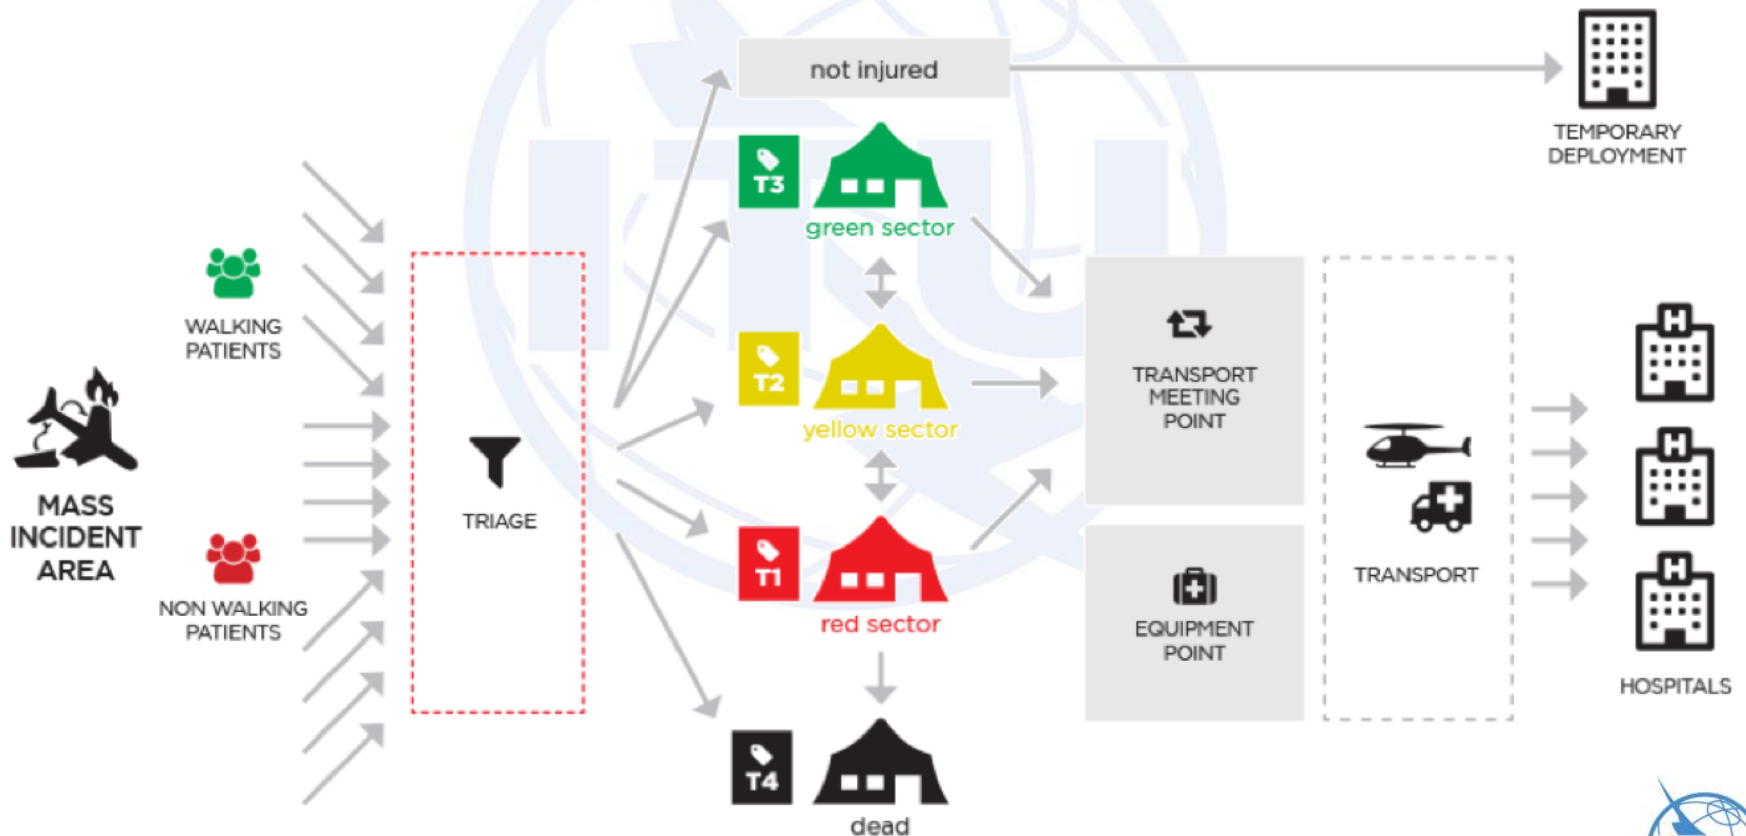 not injured
TEMPORARY
DEPLOYMENT
T3
green sector
WALKING
PATIENTS
T2
yellow sector
TRANSPORT
MEETING
POINT
MASS
INCIDENT
AREA
TRIAGE
NON WALKING
PATIENTS
T1
red sector
EQUIPMENT
POINT
TRANSPORT
H
H
H
HOSPITALS
T4
dead
ITU